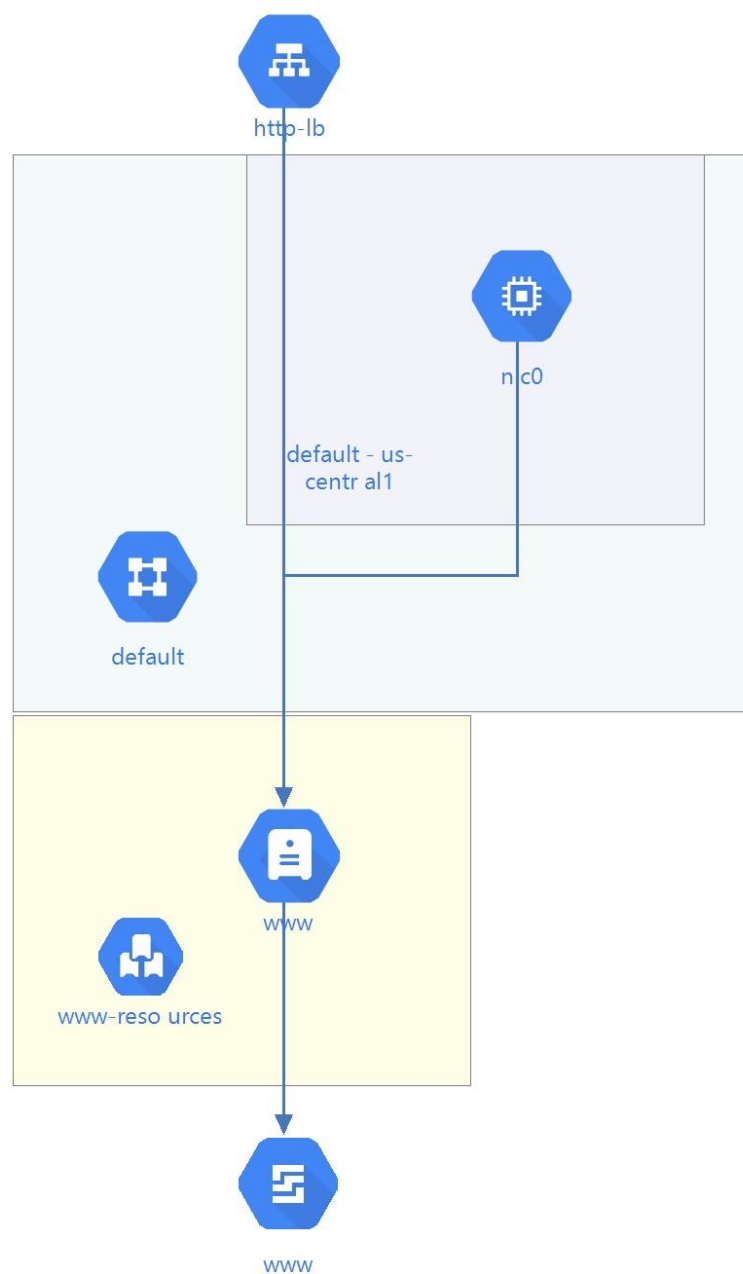 http-lb
nic0
default - us-
centr al1
default
www
www-reso urces
www